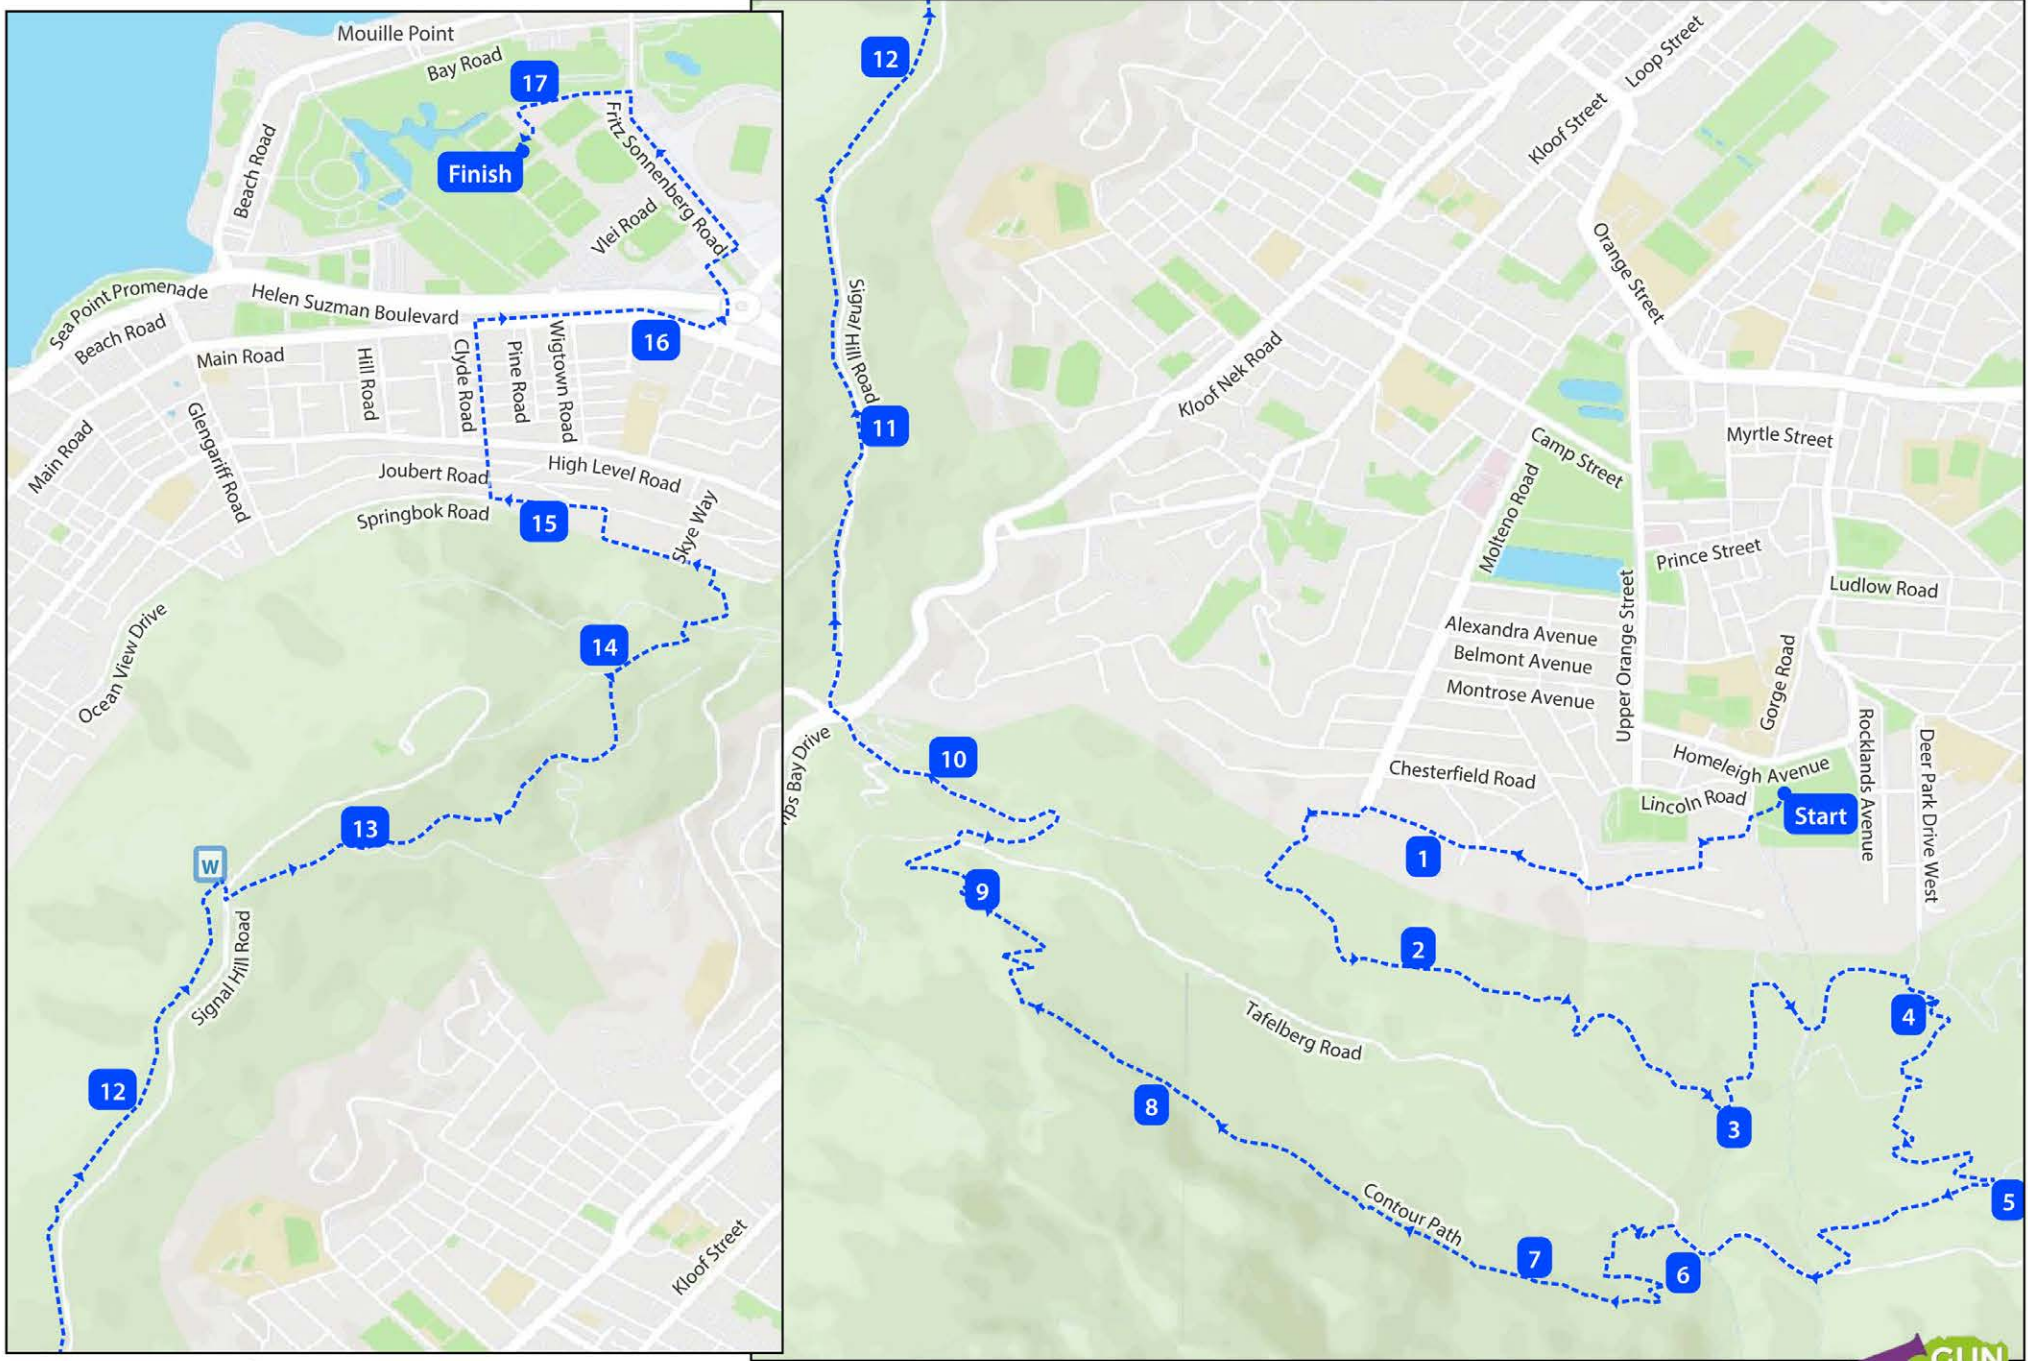 Mouille Point
Bay Road
17
Beach Road
Finish
Fritz Sonnenberg Road
Vlei Road
Sea Point Promenade
Helen Suzman Boulevard
Beach Road
Main Road
16
Hill Road
Clyde Road
Pine Road
Wigtown Road
Main Road
Glengariff Road
Joubert Road
High Level Road
Springbok Road
15
Skye Way
Ocean View Drive
14
13
W
Signal Hill Road
12
Kloof Street
12
Loop Street
Kloof Street
Orange Street
Signal Hill Road
11
Kloof Nek Road
Camp Street
Myrtle Street
Molteno Road
Prince Street
Ludlow Road
Upper Orange Street
Alexandra Avenue
Belmont Avenue
Montrose Avenue
Gorge Road
Rocklands Avenue
Deer Park Drive West
Homeleigh Avenue
Chesterfield Road
Lincoln Road
Start
Bay Drive
10
1
9
2
4
Tafelberg Road
8
3
5
Contour Path
7
6
GUN